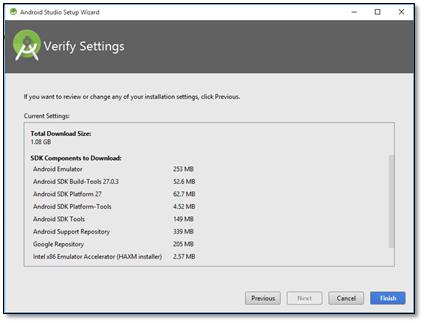 Android Studio Setup Wizard
Verify Settings
If you want to review or change any of your installation settings, click Previous.
Current Settings:
Total Download Size:
1.08 GB
SDK Components to Download:
Android Emulator 253 MB
Android SDK Build-Tools 27.0.3 52.6 MB
Android SDK Platform 27 62.7 MB
Android SDK Platform-Tools 4.52 MB
Android SDK Tools 149 MB
Android Support Repository 339 MB
Google Repository 205 MB
Intel x86 Emulator Accelerator (HAXM installer) 2.57 MB
Previous Next Cancel Finish